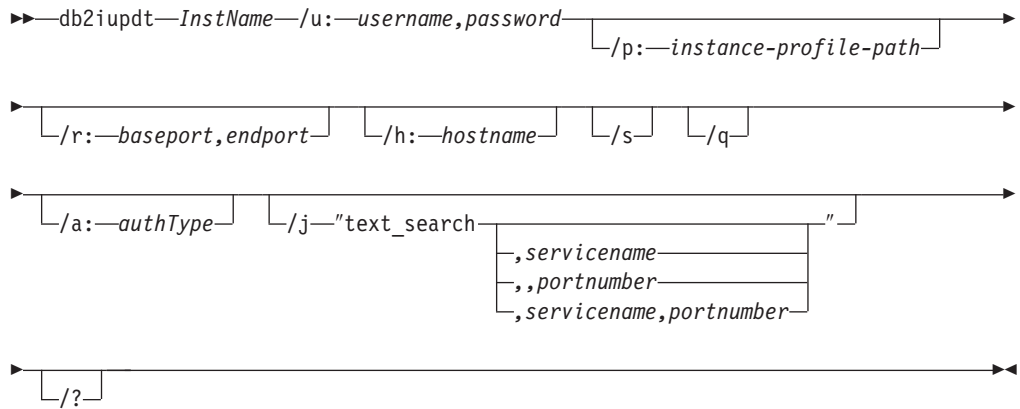 db2iupdt InstName /u: username,password
/p: instance-profile-path
/r: baseport,endport /h: hostname /s /q
/a: authType /j "text_search "
,servicename
,,portnumber
,servicename,portnumber
/?